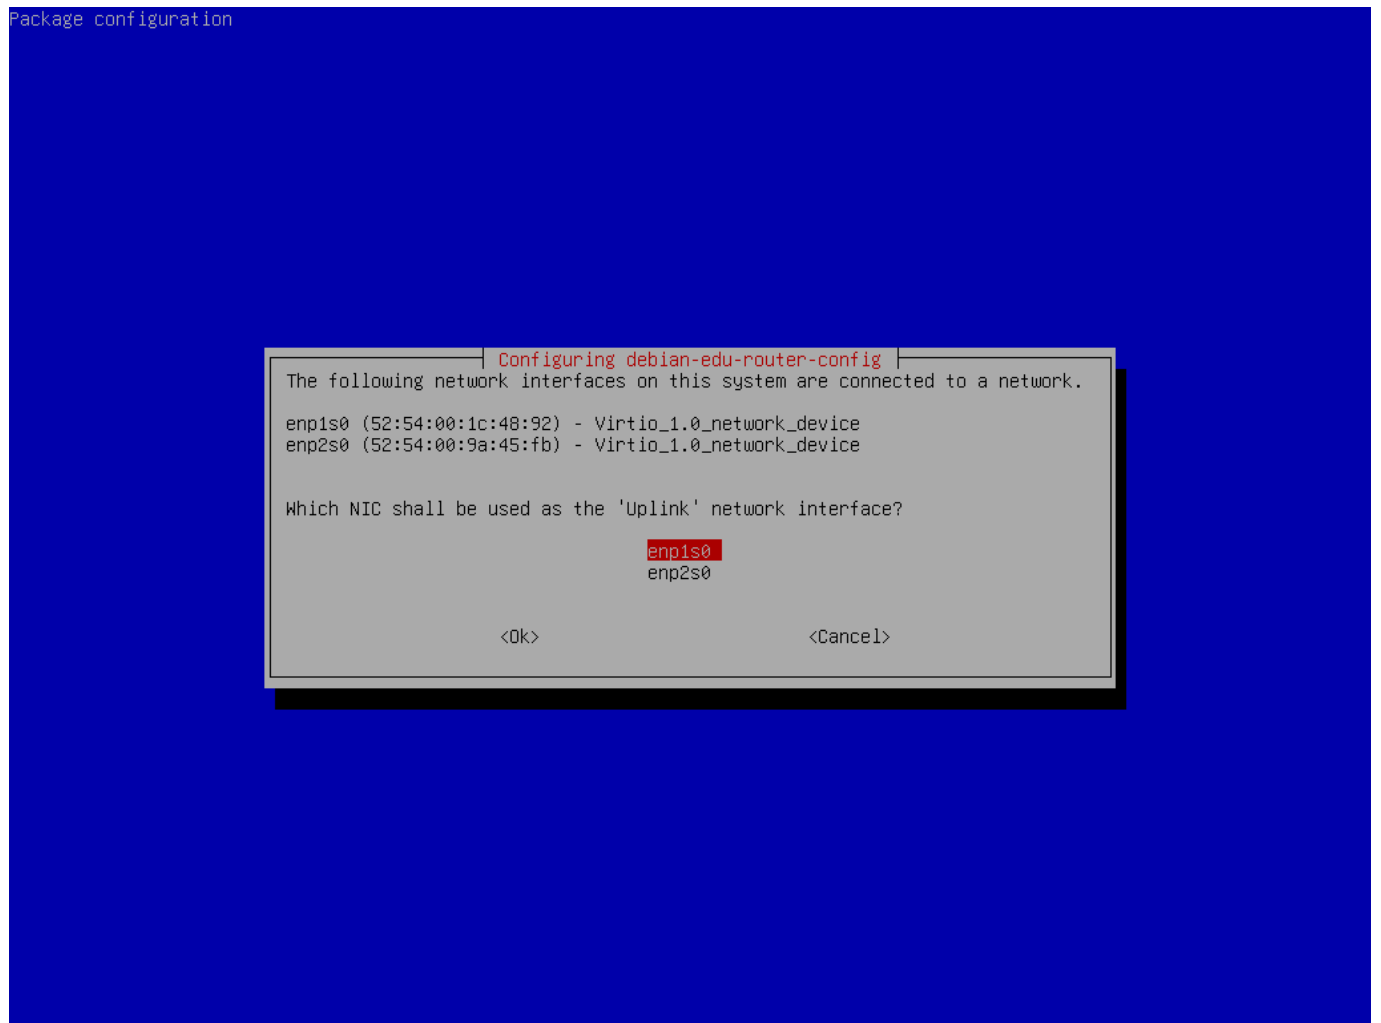 Package configuration
Configuring debian-edu-router-config
The following network interfaces on this system are connected to a network.
enp1s0 (52:54:00:1c:48:92) - Virtio_1.0_network_device
enp2s0 (52:54:00:9a:45:fb) - Virtio_1.0_network_device
Which NIC shall be used as the 'Uplink' network interface?
enp1s0
enp2s0
<Ok> <Cancel>